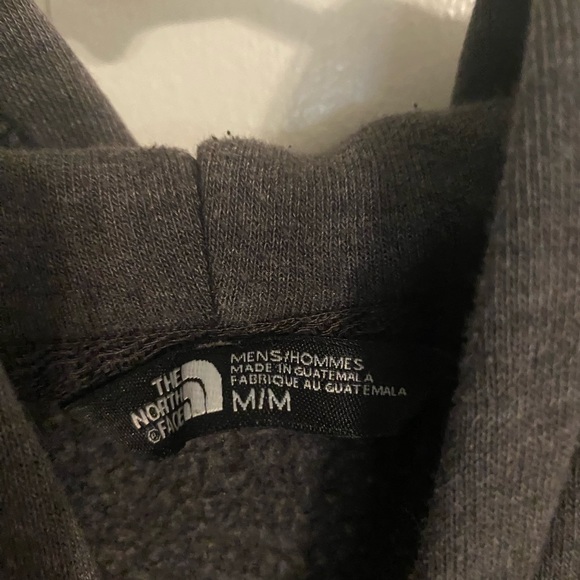 THE
NORTH
FACE
®
MENS/HOMMES
MADE IN GUATEMALA
FABRIQUE AU GUATEMALA
M/M